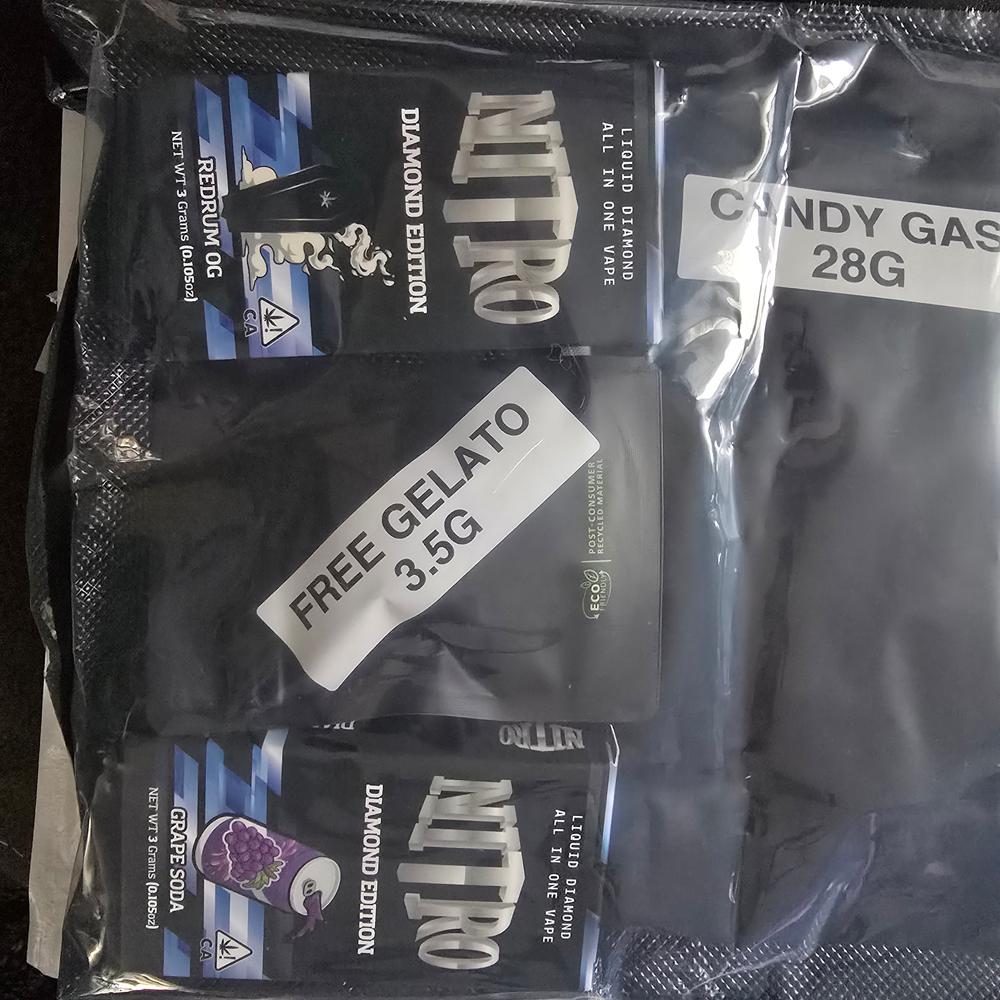 LIQUID DIAMOND
ALL IN ONE VAPE
NITRO
DIAMOND EDITION
REDRUM OG
NET WT 3 Grams (0.105oz)
CA
CANDY GAS
28G
FREE GELATO
3.5G
POST-CONSUMER
RECYCLED MATERIAL
ECO
FRIENDLY
NITRO
LIQUID DIAMOND
ALL IN ONE VAPE
NITRO
DIAMOND EDITION
GRAPE SODA
NET WT 3 Grams (0.105oz)
CA